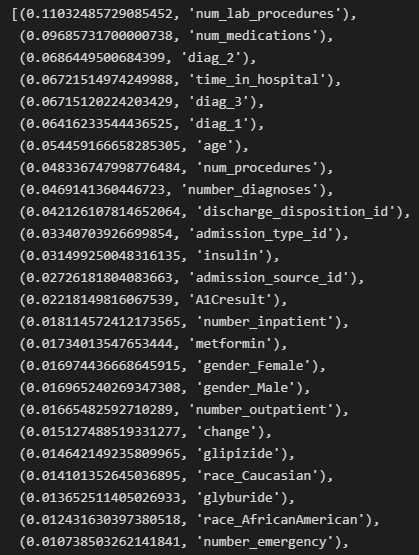 [(0.11032485729085452, 'num_lab_procedures'),
(0.09685731700000738, 'num_medications'),
(0.0686449500684399, 'diag_2'),
(0.06721514974249988, 'time_in_hospital'),
(0.06715120224203429, 'diag_3'),
(0.06416233544436525, 'diag_1'),
(0.054459166658285305, 'age'),
(0.048336747998776484, 'num_procedures'),
(0.0469141360446723, 'number_diagnoses'),
(0.042126107814652064, 'discharge_disposition_id'),
(0.03340703926699854, 'admission_type_id'),
(0.031499250048316135, 'insulin'),
(0.02726181804083663, 'admission_source_id'),
(0.02218149816067539, 'A1Cresult'),
(0.018114572412173565, 'number_inpatient'),
(0.01734013547653444, 'metformin'),
(0.016974436668645915, 'gender_Female'),
(0.016965240269347308, 'gender_Male'),
(0.01665482592710289, 'number_outpatient'),
(0.015127488519331277, 'change'),
(0.014642149235809965, 'glipizide'),
(0.014101352645036895, 'race_Caucasian'),
(0.013652511405026933, 'glyburide'),
(0.012431630397380518, 'race_AfricanAmerican'),
(0.010738503262141841, 'number_emergency'),